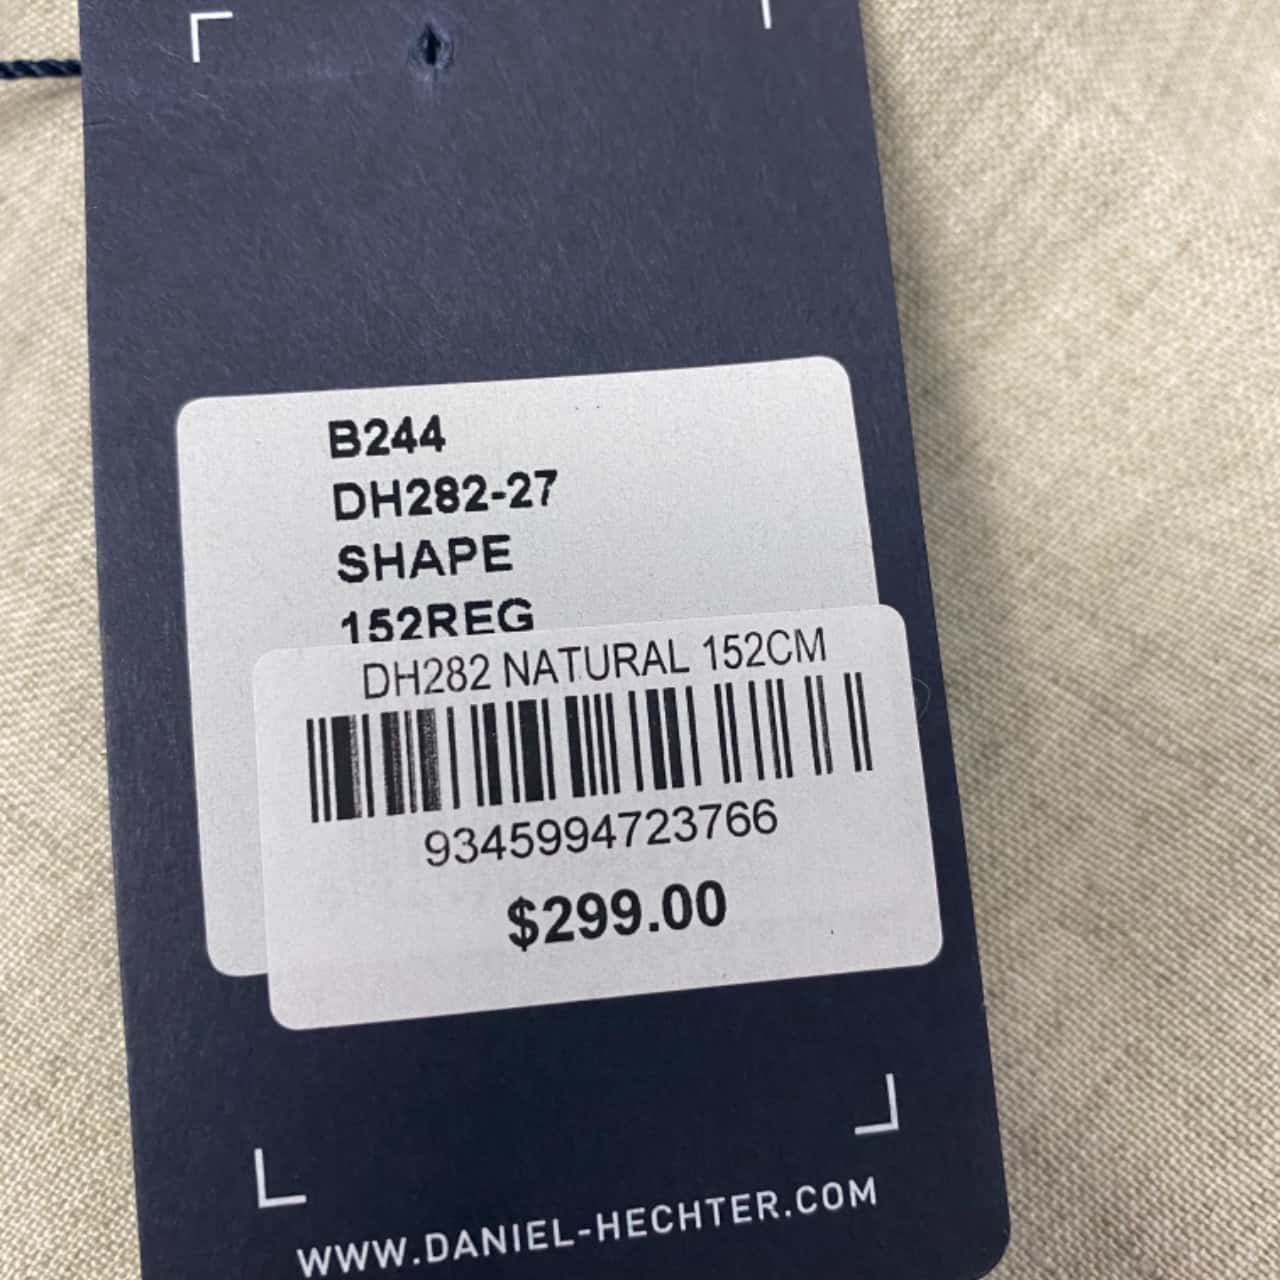 B244
DH282-27
SHAPE
152REG
DH282 NATURAL 152CM
9345994723766
$299.00
WWW.DANIEL-HECHTER.COM